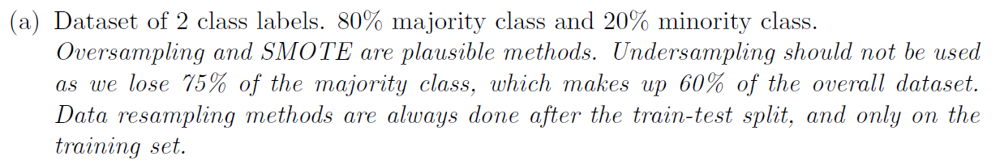 (a) Dataset of 2 class labels. 80% majority class and 20% minority class.
Oversampling and SMOTE are plausible methods. Undersampling should not be used
as we lose 75% of the majority class, which makes up 60% of the overall dataset.
Data resampling methods are always done after the train-test split, and only on the
training set.